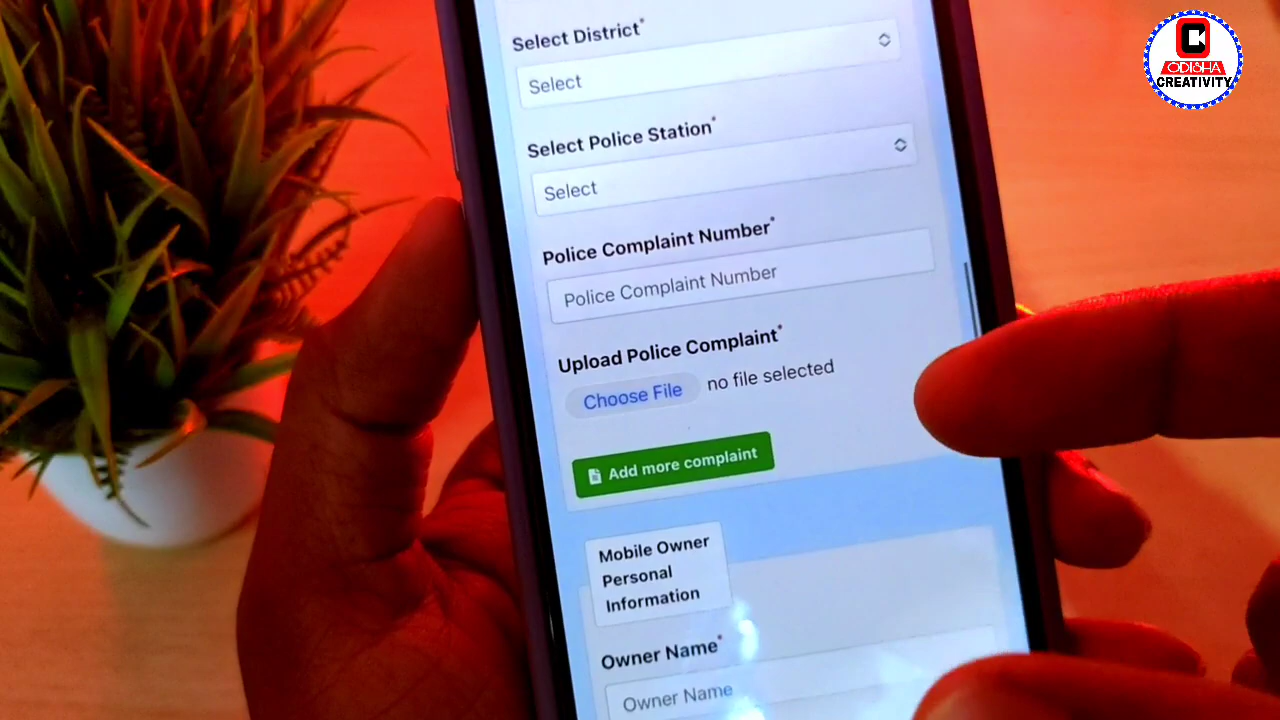 Select District*
Select
Select Police Station*
Select
Police Complaint Number*
Police Complaint Number
Upload Police Complaint*
Choose File no file selected
Add more complaint
Mobile Owner
Personal
Information
Owner Name*
Owner Name
ODISHA
CREATIVITY